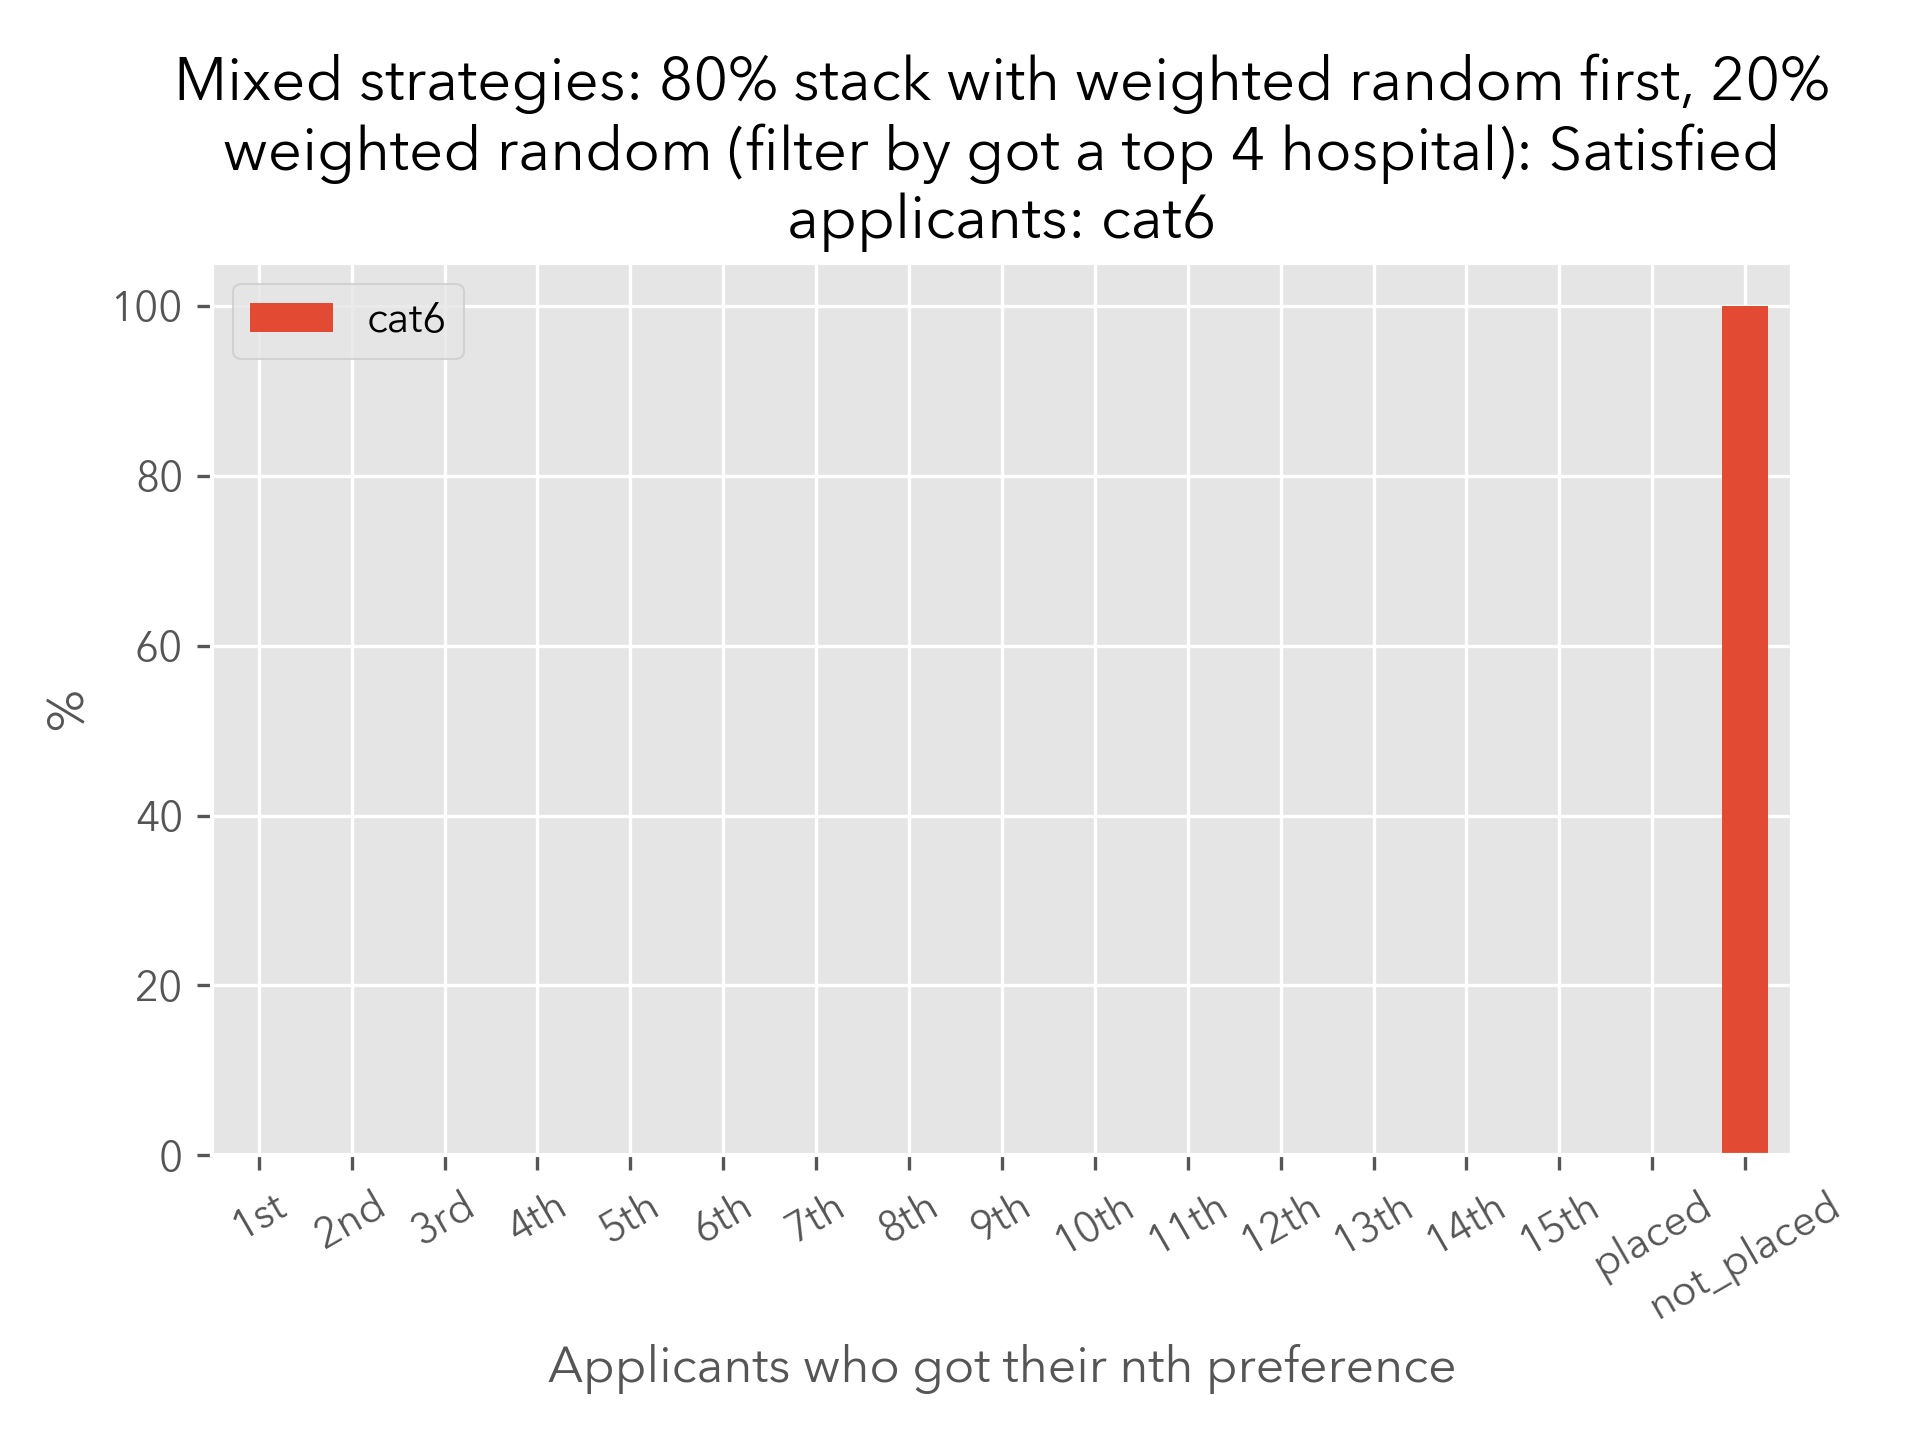 Mixed strategies: 80% stack with weighted random first, 20%
weighted random (filter by got a top 4 hospital): Satisfied
applicants: cat6
cat6
100
80
60
40
20
0
%
1st
2nd
3rd
4th
5th
6th
7th
8th
9th
10th
11th
12th
13th
14th
15th
placed
not_placed
Applicants who got their nth preference